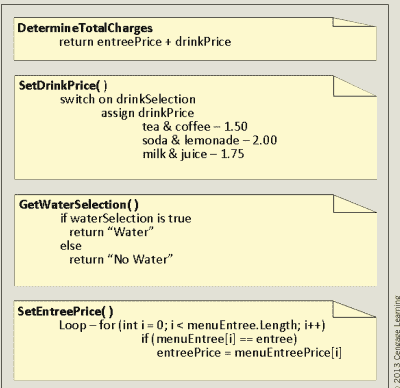 DetermineTotalCharges
return entreePrice + drinkPrice
SetDrinkPrice( )
switch on drinkSelection
assign drinkPrice
tea & coffee – 1.50
soda & lemonade – 2.00
milk & juice – 1.75
GetWaterSelection( )
if waterSelection is true
return “Water”
else
return “No Water”
SetEntreePrice( )
Loop – for (int i = 0; i < menuEntree.Length; i++)
if (menuEntree[i] == entree)
entreePrice = menuEntreePrice[i]
2013 Cengage Learning